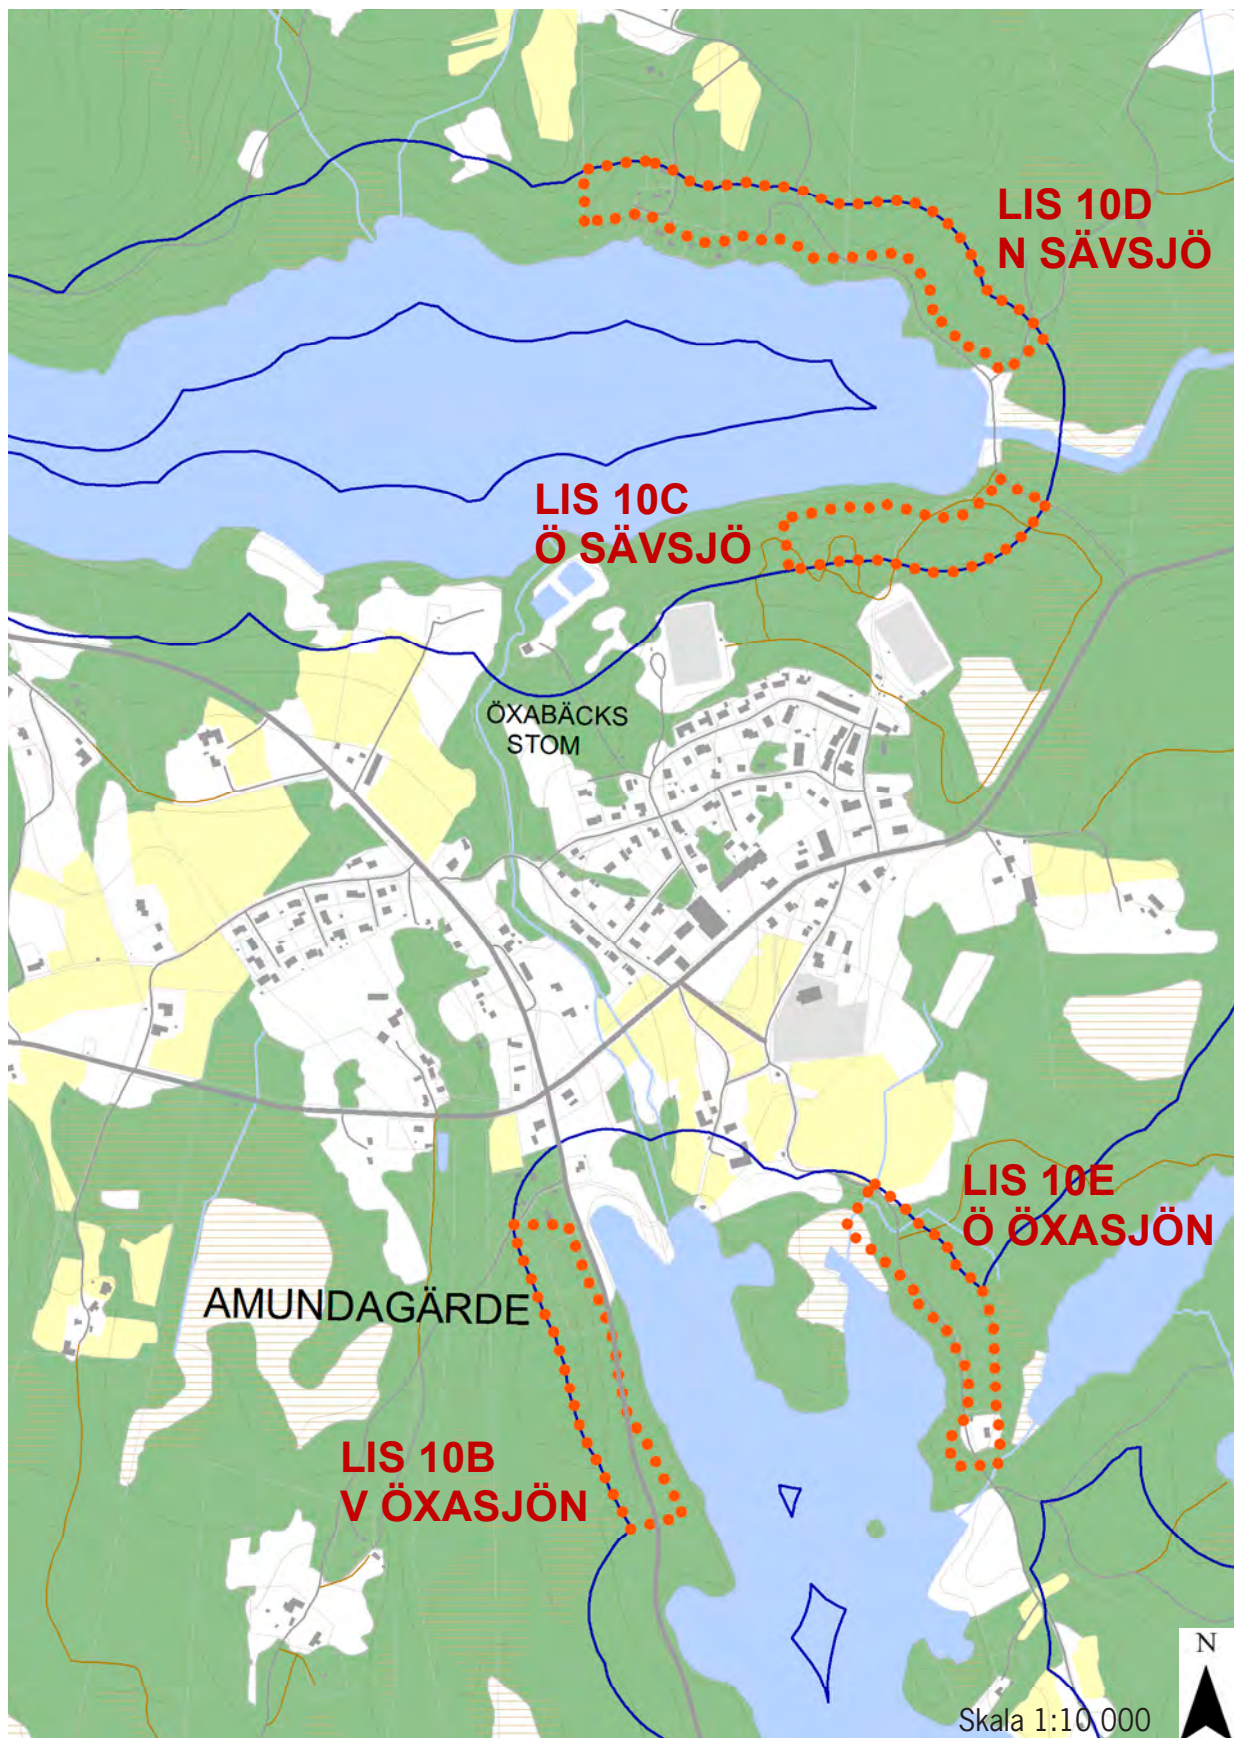 LIS 10D
N SÄVSJÖ
LIS 10C
Ö SÄVSJÖ
ÖXABÄCKS
STOM
LIS 10E
Ö ÖXASJÖN
AMUNDAGÄRDE
LIS 10B
V ÖXASJÖN
N
Skala 1:10 000